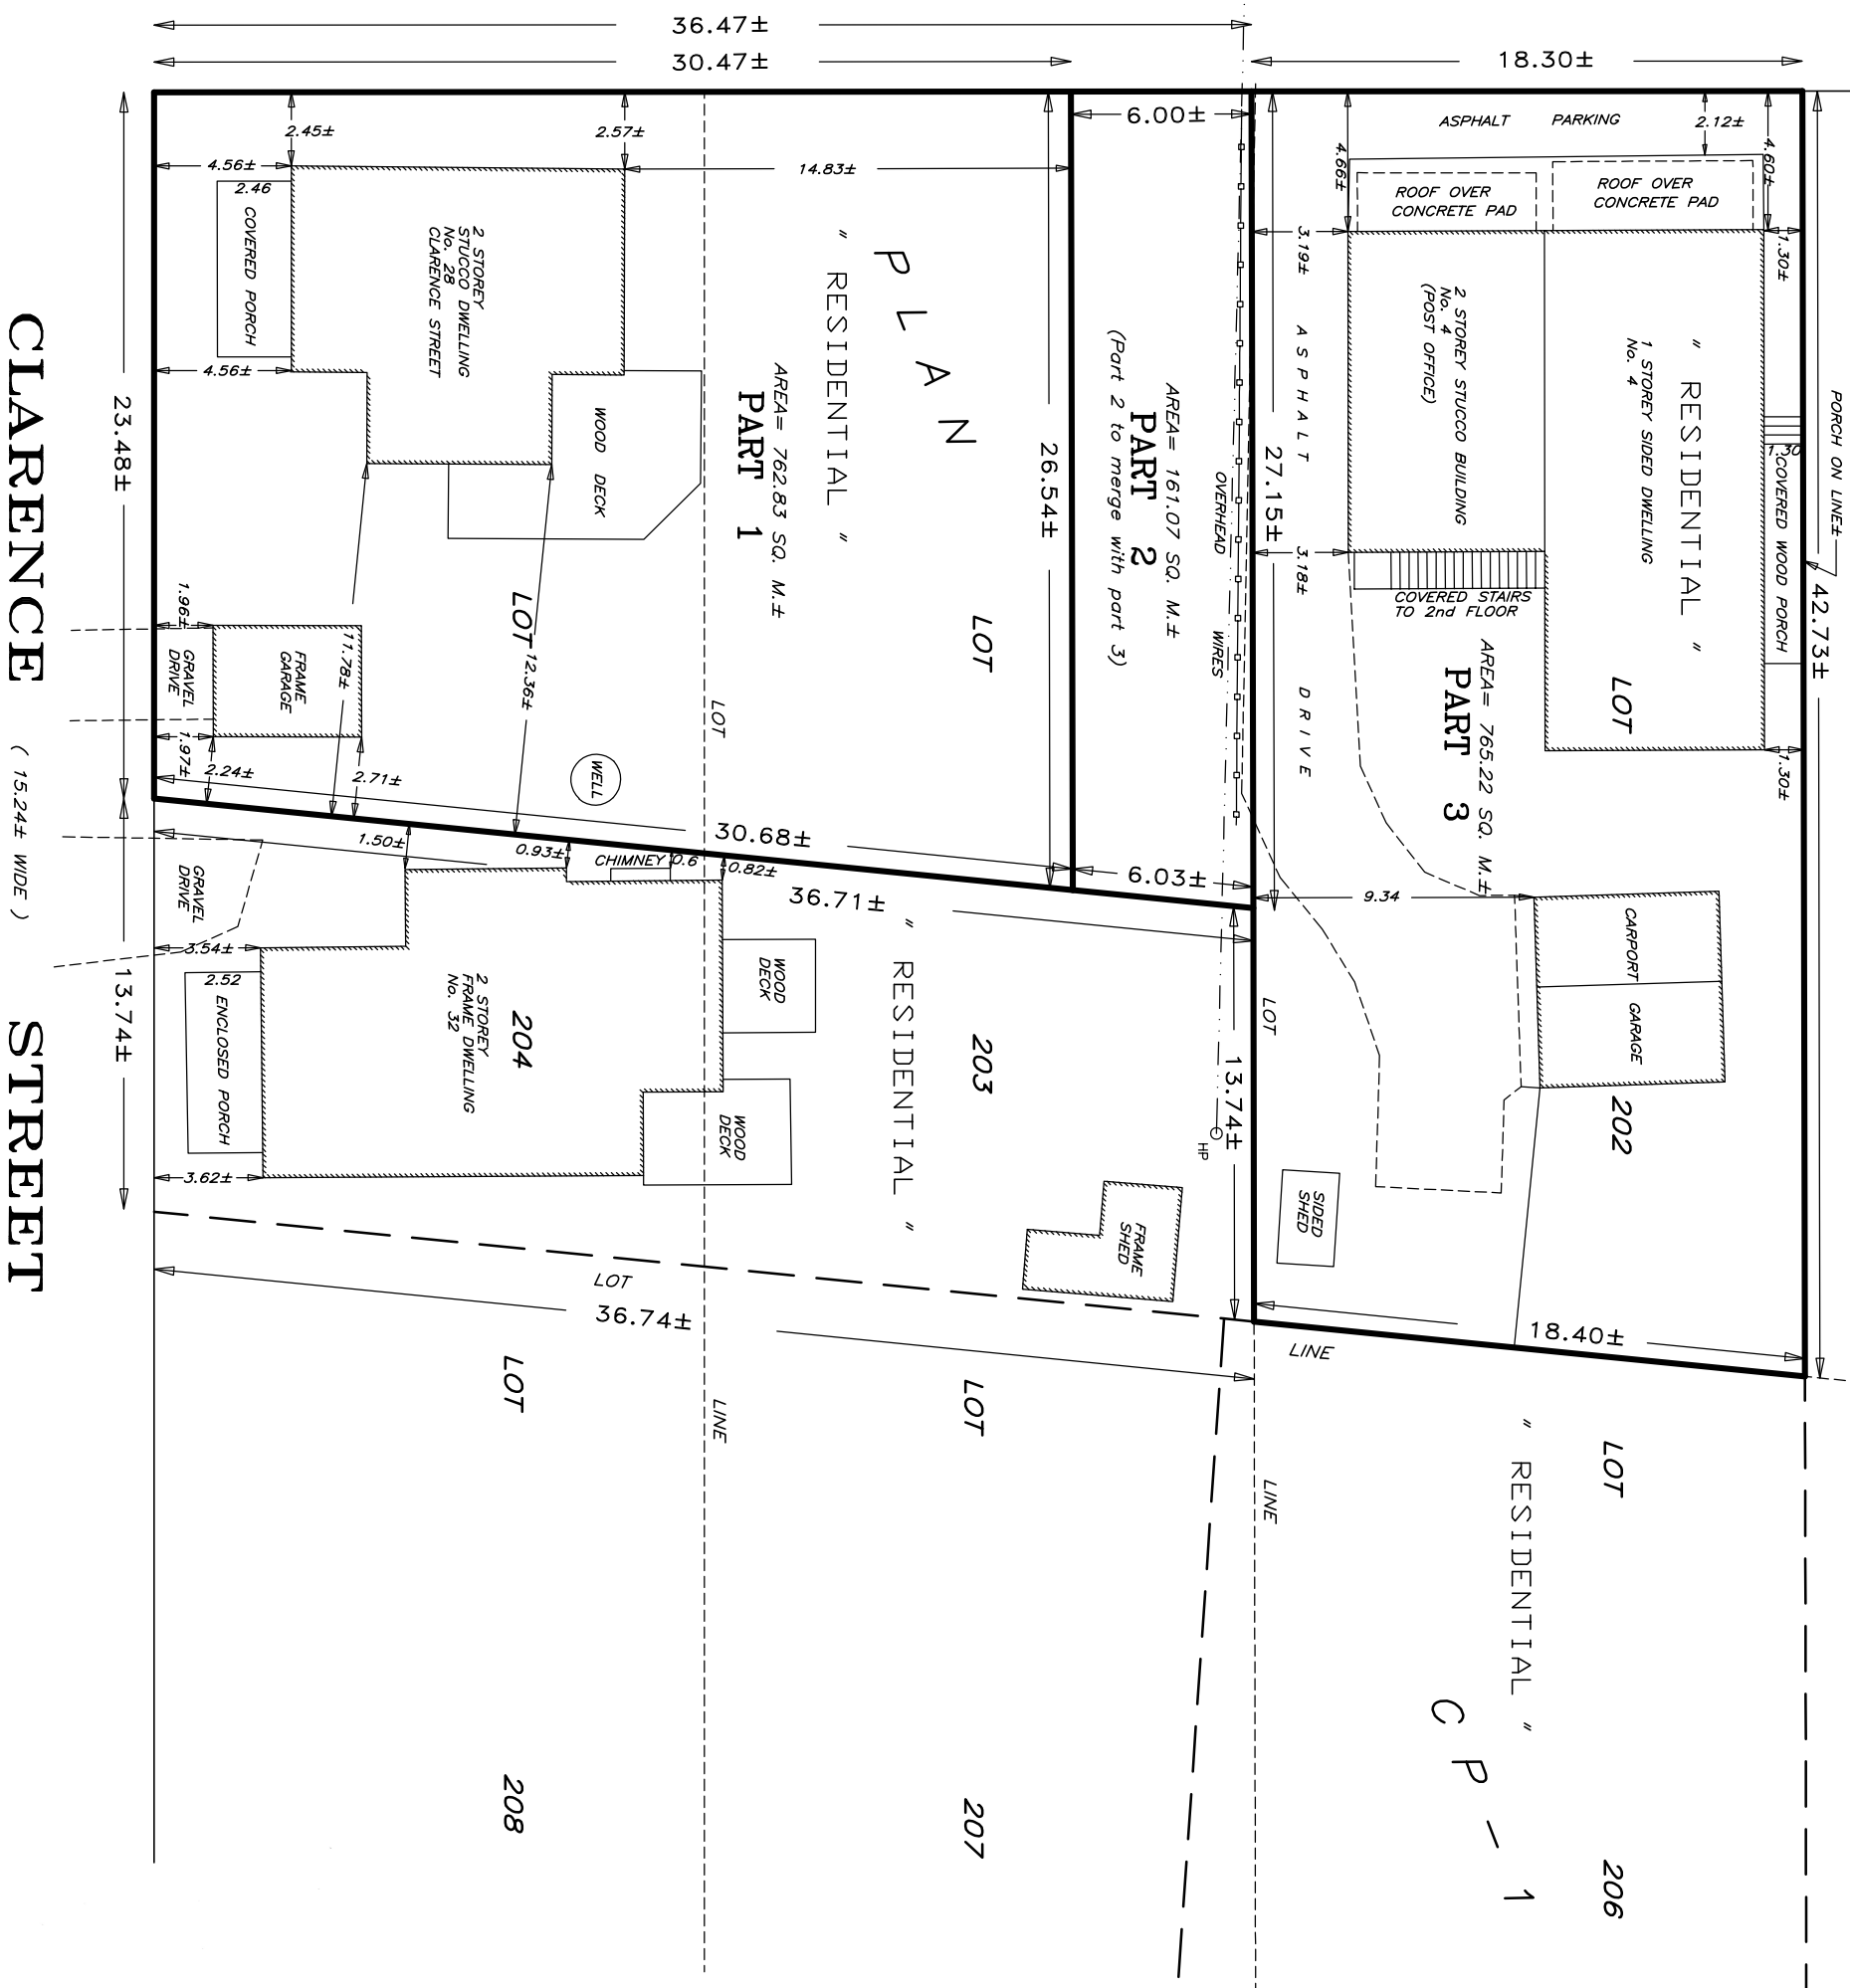 36.47±
30.47±
18.30±
2.45±
2.57±
4.56±
2.46
COVERED PORCH
4.56±
14.83±
2 STOREY
STUCCO DWELLING
No. 28
CLARENCE STREET
WOOD DECK
" RESIDENTIAL "
PLAN
AREA= 762.83 SQ. M.±
PART 1
26.54±
23.48±
LOT
LOT
LOT
12.36±
11.78±
1.96±
1.97±
FRAME
GARAGE
GRAVEL
DRIVE
2.24±
2.71±
WELL
30.68±
6.00±
AREA= 161.07 SQ. M.±
PART 2
(Part 2 to merge with part 3)
OVERHEAD WIRES
27.15±
6.03±
ASPHALT PARKING
2.12±
4.66±
4.60±
ROOF OVER
CONCRETE PAD
ROOF OVER
CONCRETE PAD
3.19±
3.18±
1.30±
1.30
1.30±
ASPHALT DRIVE
2 STOREY STUCCO BUILDING
No. 4
(POST OFFICE)
1 STOREY SIDED DWELLING
No. 4
" RESIDENTIAL "
COVERED WOOD PORCH
PORCH ON LINE±
42.73±
COVERED STAIRS
TO 2nd FLOOR
AREA= 765.22 SQ. M.±
PART 3
LOT
202
9.34
CARPORT
GARAGE
SIDED
SHED
18.40±
LOT
LINE
13.74±
HP
FRAME
SHED
36.71±
1.50±
0.93±
CHIMNEY 0.6
0.82±
GRAVEL
DRIVE
3.54±
2.52
ENCLOSED PORCH
3.62±
2 STOREY
FRAME DWELLING
No. 32
204
WOOD
DECK
WOOD
DECK
" RESIDENTIAL "
203
13.74±
LOT
36.74±
LINE
LINE
LOT
208
LOT
207
LOT
206
" RESIDENTIAL "
CP-1
CLARENCE ( 15.24± WIDE ) STREET